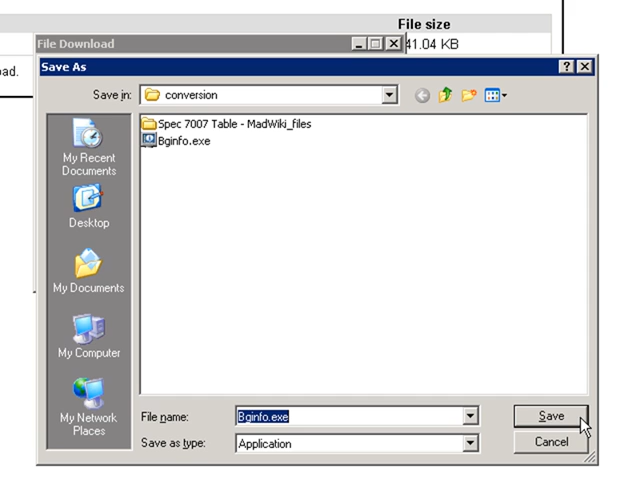 File size
File Download
41.04 KB
oad.
Save As
Save in:
conversion
Spec 7007 Table - MadWiki_files
Bginfo.exe
My Recent
Documents
Desktop
My Documents
My Computer
My Network
Places
File name:
Bginfo.exe
Save
Save as type:
Application
Cancel